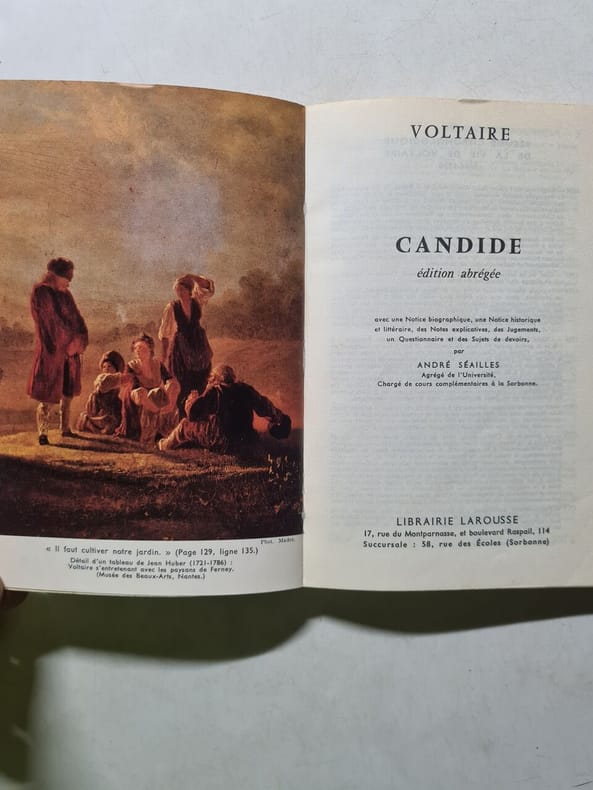 Phot. Madec.
« Il faut cultiver notre jardin. » (Page 129, ligne 135.)
Détail d'un tableau de Jean Huber (1721-1786) :
Voltaire s'entretenant avec les paysans de Ferney.
(Musée des Beaux-Arts, Nantes.)
VOLTAIRE
CANDIDE
édition abrégée
avec une Notice biographique, une Notice historique
et littéraire, des Notes explicatives, des Jugements,
un Questionnaire et des Sujets de devoirs,
par
ANDRÉ SÉAILLES
Agrégé de l'Université,
Chargé de cours complémentaires à la Sorbonne.
LIBRAIRIE LAROUSSE
17, rue du Montparnasse, et boulevard Raspail, 114
Succursale : 58, rue des Écoles (Sorbonne)